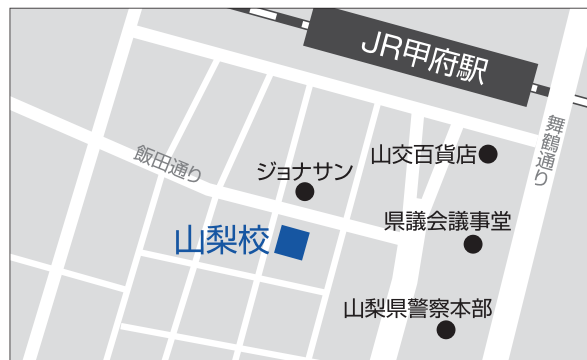 JR甲府駅
舞鶴通り
山交百貨店
飯田通り
ジョナサン
県議会議事堂
山梨校
山梨県警察本部